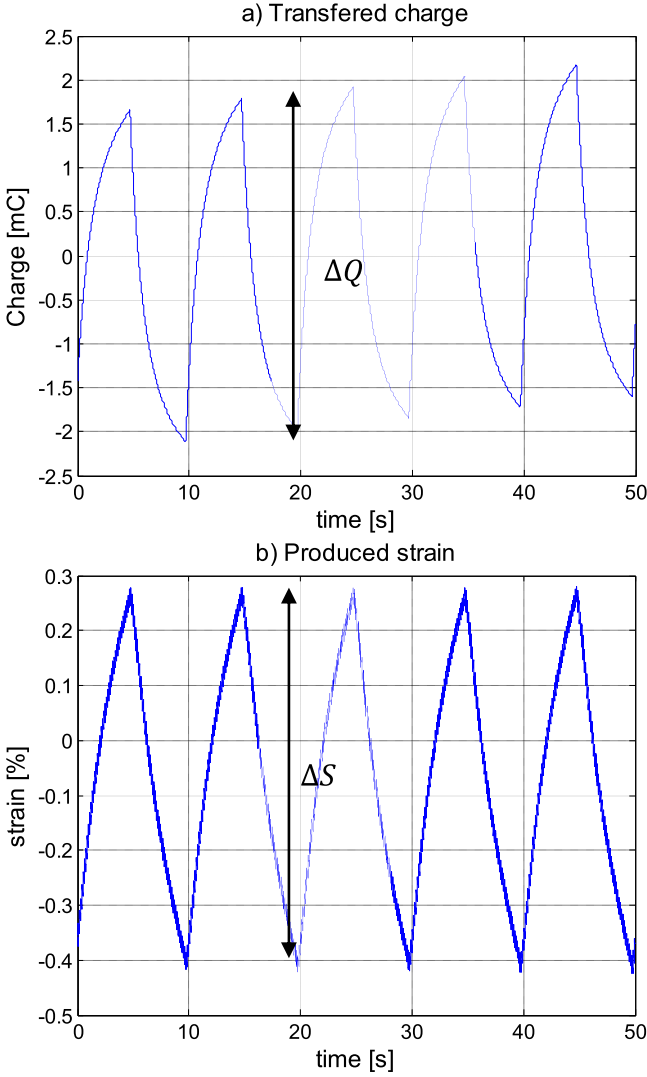 a) Transfered charge
2.5
2
1.5
1
0.5
0
-0.5
-1
-1.5
-2
-2.5
Charge [mC]
ΔQ
0 10 20 30 40 50
time [s]
b) Produced strain
0.3
0.2
0.1
0
-0.1
-0.2
-0.3
-0.4
-0.5
strain [%]
ΔS
0 10 20 30 40 50
time [s]